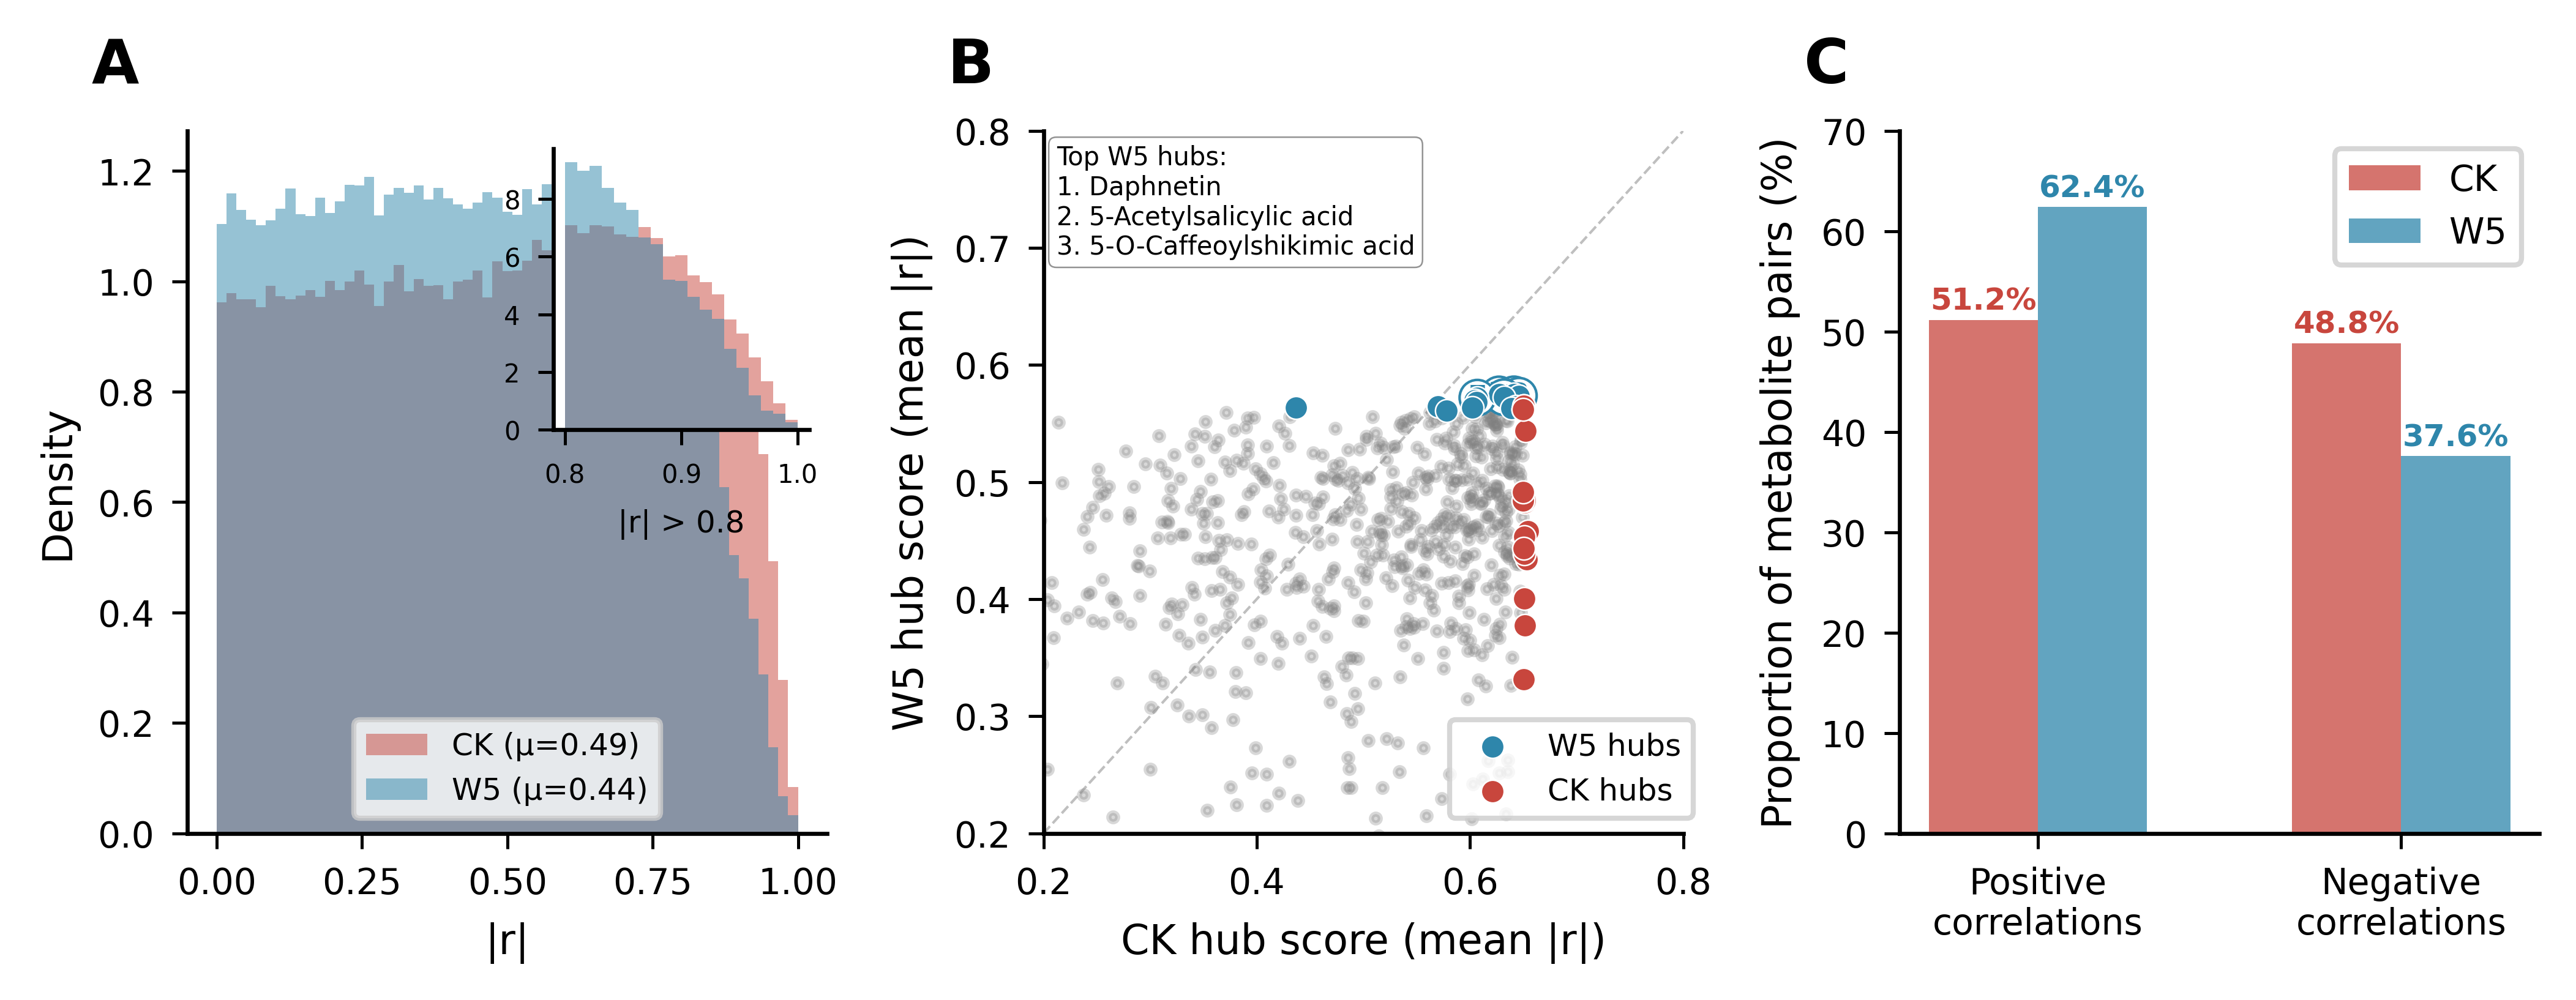 A
Density
1.2
1.0
0.8
0.6
0.4
0.2
0.0
0.00 0.25 0.50 0.75 1.00
|r|
8
6
4
2
0
0.8 0.9 1.0
|r| > 0.8
CK (μ=0.49)
W5 (μ=0.44)
B
W5 hub score (mean |r|)
0.8
0.7
0.6
0.5
0.4
0.3
0.2
0.2 0.4 0.6 0.8
CK hub score (mean |r|)
Top W5 hubs:
1. Daphnetin
2. 5-Acetylsalicylic acid
3. 5-O-Caffeoylshikimic acid
W5 hubs
CK hubs
C
Proportion of metabolite pairs (%)
70
60
50
40
30
20
10
0
51.2%
62.4%
48.8%
37.6%
CK
W5
Positive
correlations
Negative
correlations